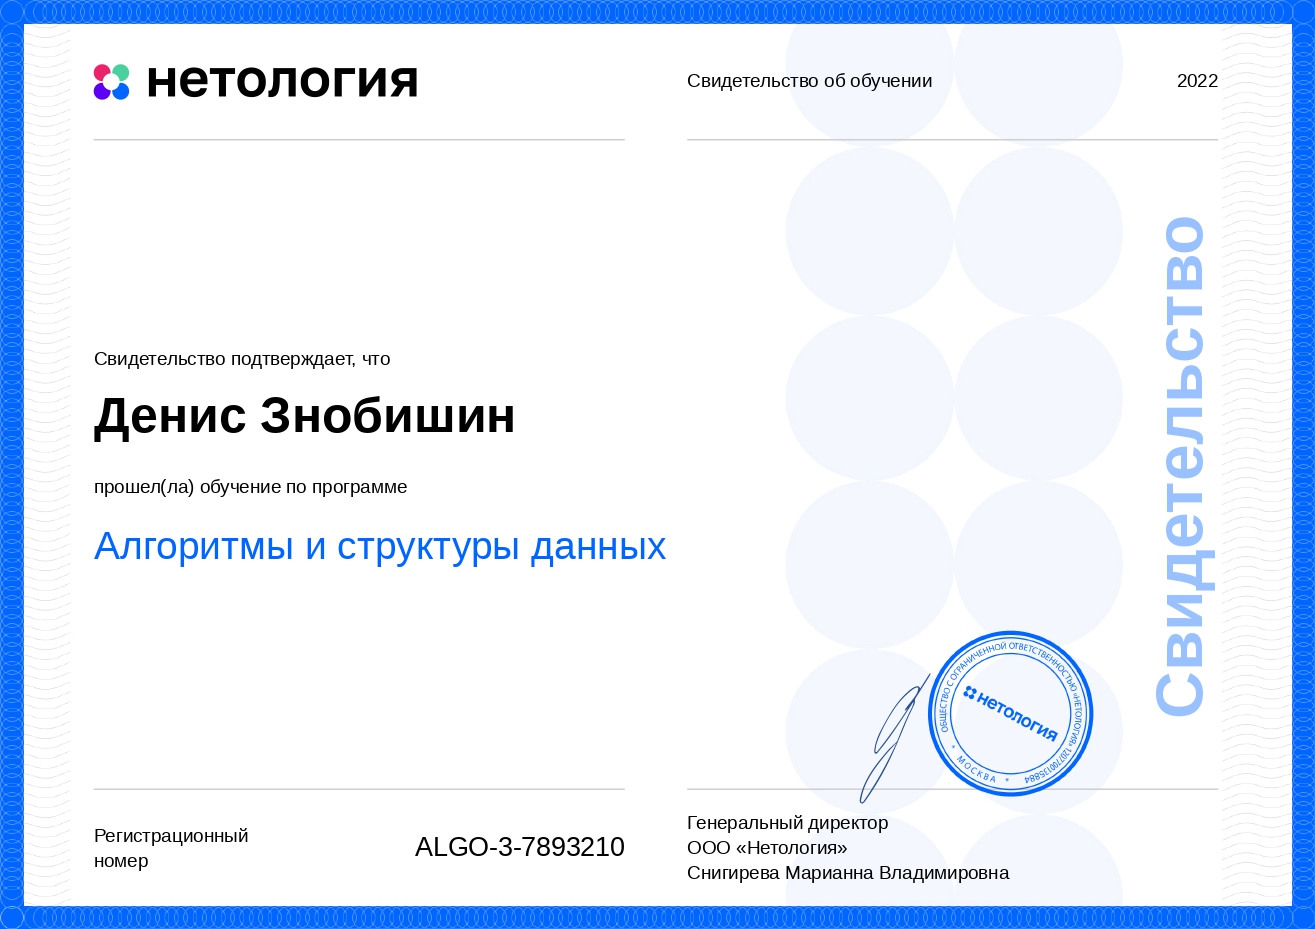 нетология
Свидетельство об обучении
2022
Свидетельство подтверждает, что
Денис Знобишин
прошел(ла) обучение по программе
Алгоритмы и структуры данных
Свидетельство
ОБЩЕСТВО С ОГРАНИЧЕННОЙ ОТВЕТСТВЕННОСТЬЮ «НЕТОЛОГИЯ» 1207700135884
* МОСКВА *
нетология
Регистрационный
номер
ALGO-3-7893210
Генеральный директор
ООО «Нетология»
Снигирева Марианна Владимировна